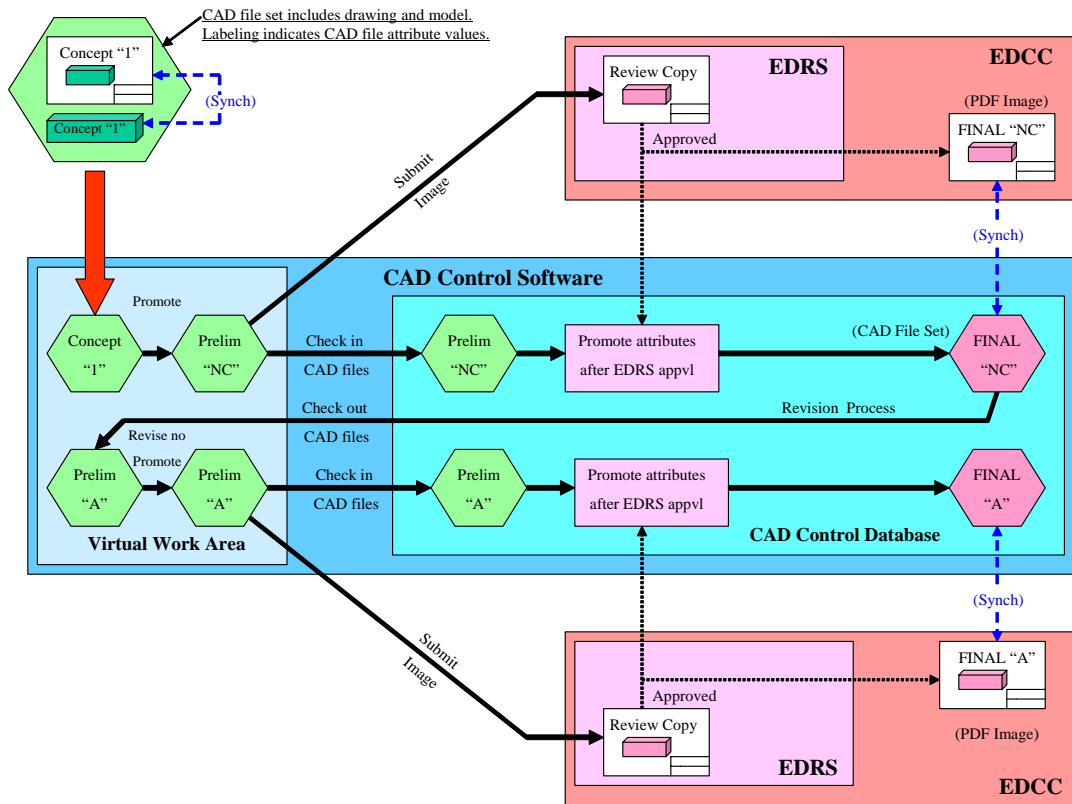 CAD file set includes drawing and model.
Labeling indicates CAD file attribute values.
Concept “1”
(Synch)
Concept “1”
EDCC
EDRS
Review Copy
(PDF Image)
FINAL “NC”
Approved
Submit
Image
(Synch)
CAD Control Software
Promote
Concept
“1”
Prelim
“NC”
Check in
CAD files
Prelim
“NC”
Promote attributes
after EDRS appvl
(CAD File Set)
FINAL
“NC”
Check out
CAD files
Revision Process
Revise no
Promote
Prelim
“A”
Prelim
“A”
Check in
CAD files
Prelim
“A”
Promote attributes
after EDRS appvl
FINAL
“A”
Virtual Work Area
CAD Control Database
(Synch)
Submit
Image
FINAL “A”
Approved
Review Copy
(PDF Image)
EDRS
EDCC